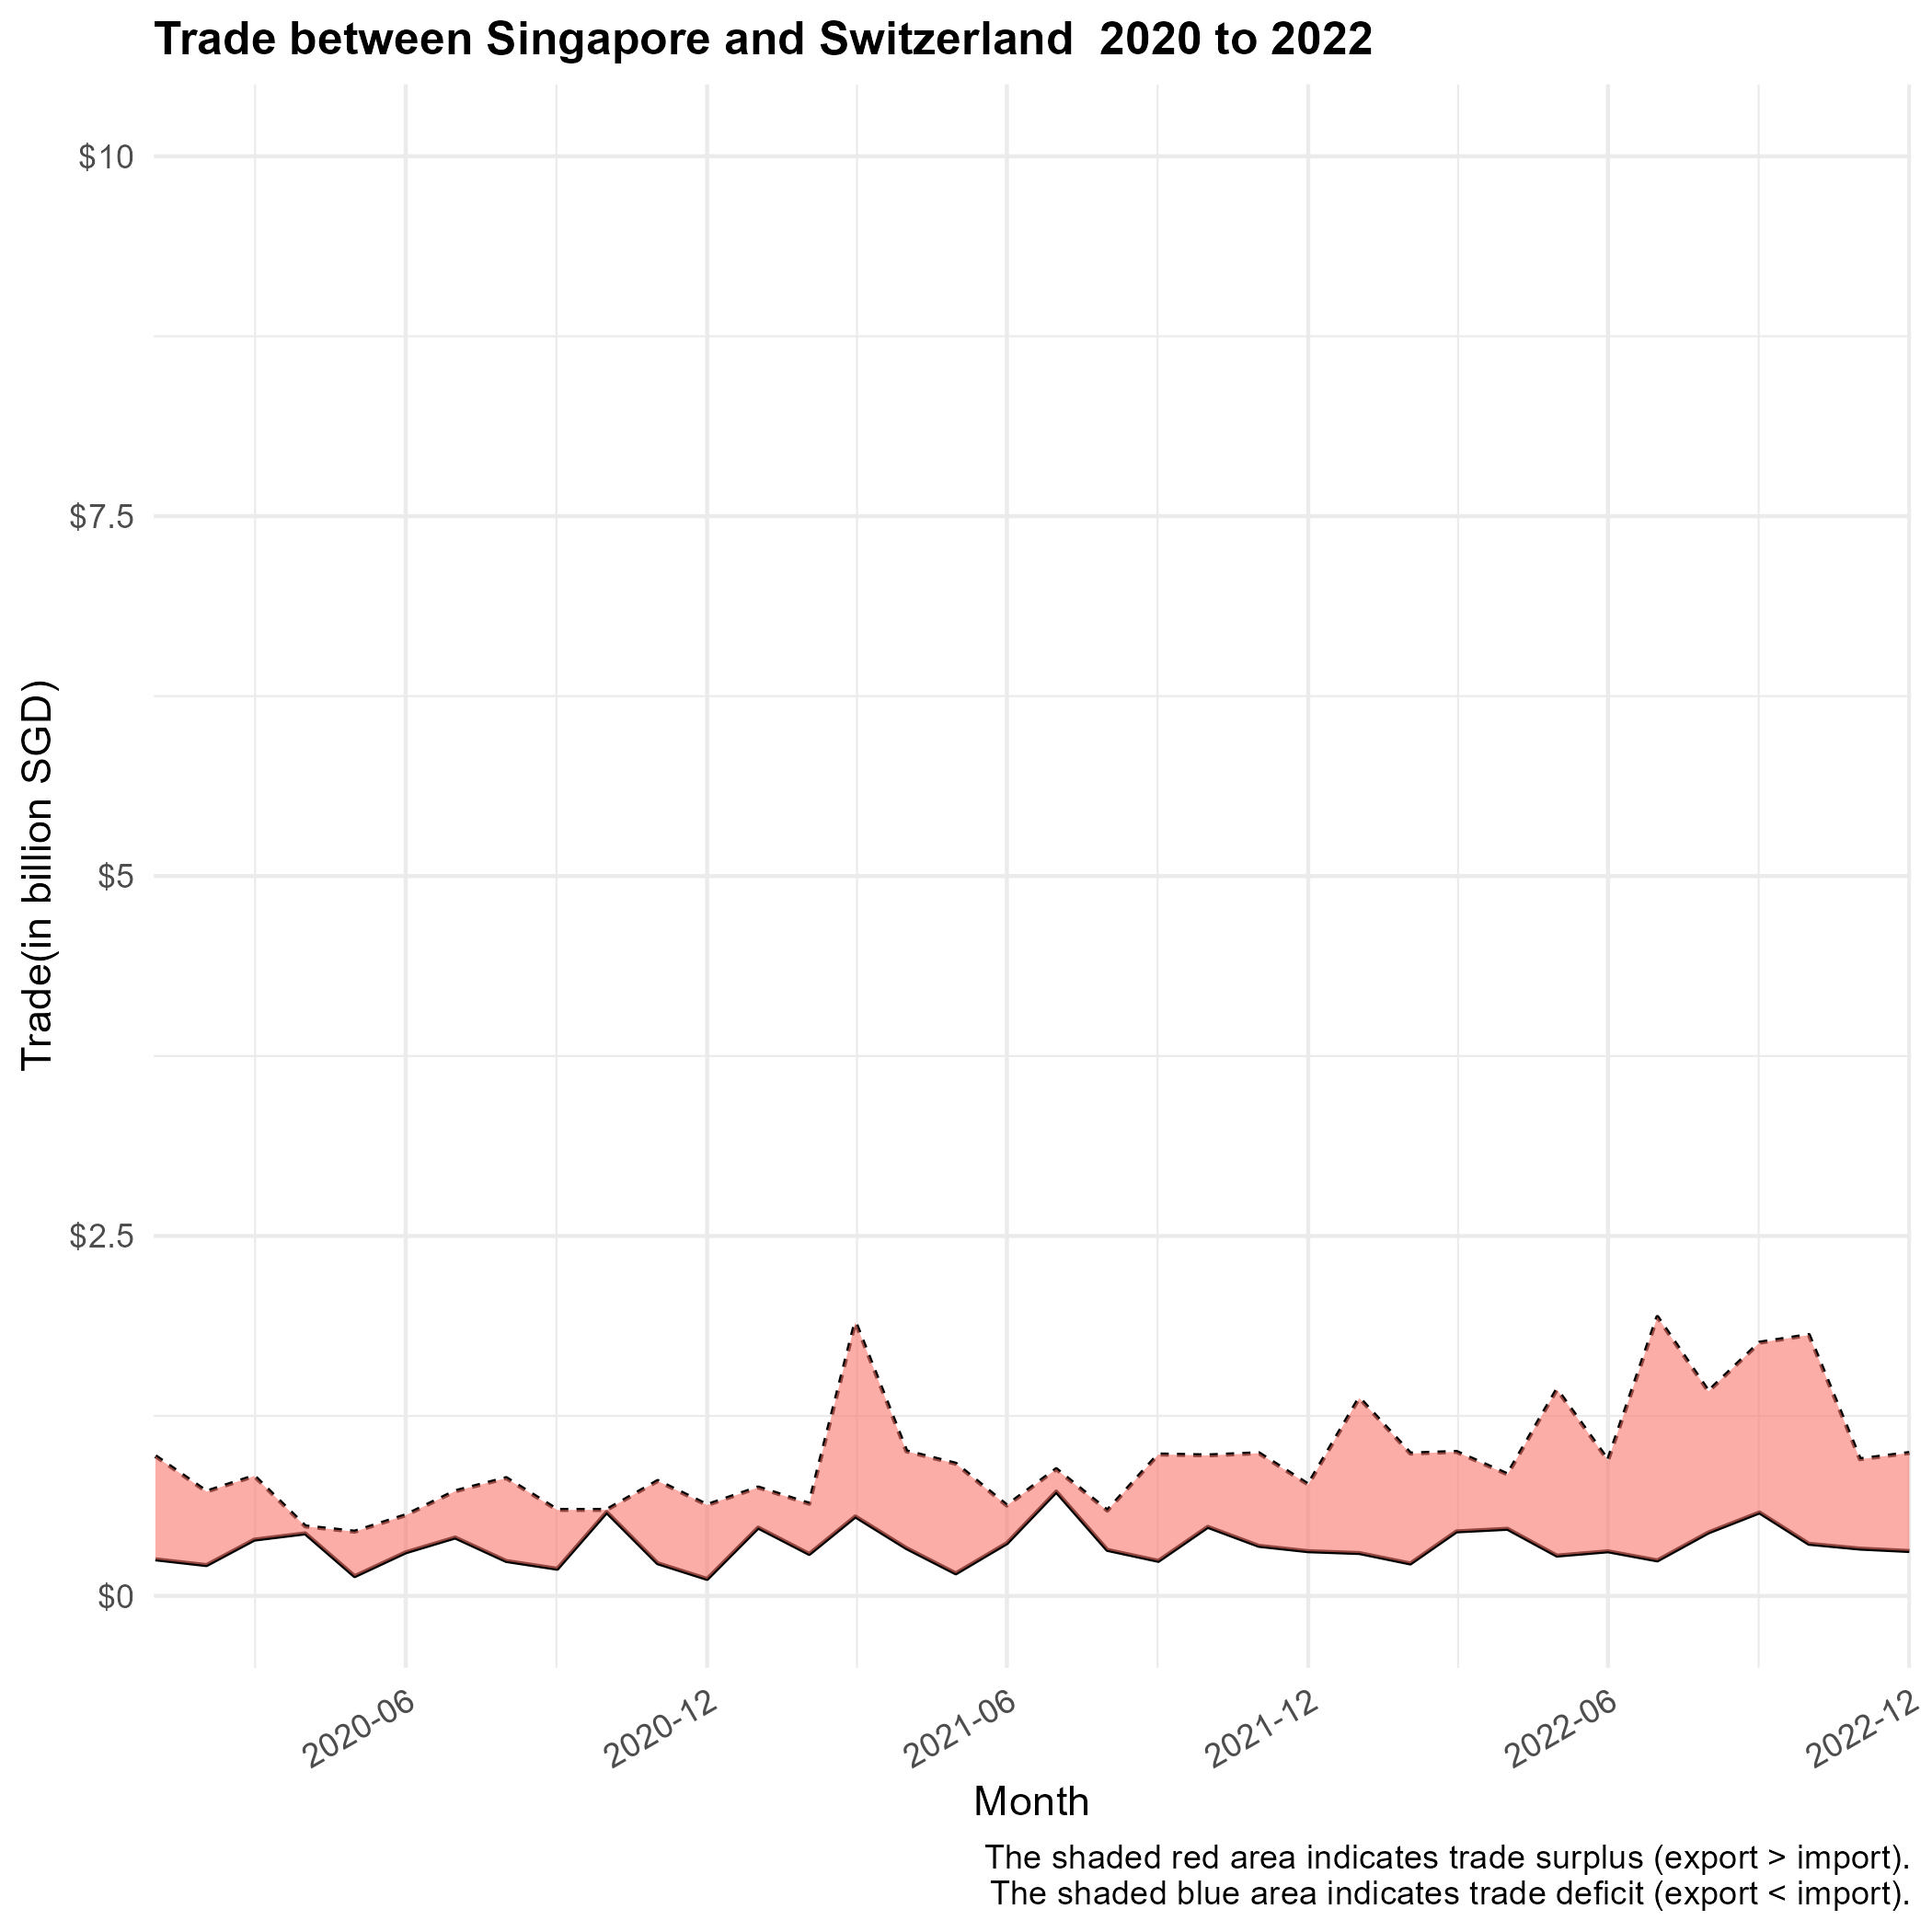 Trade between Singapore and Switzerland  2020 to 2022
$10
$7.5
$5
$2.5
$0
Trade(in billion SGD)
2020-06
2020-12
2021-06
2021-12
2022-06
2022-12
Month
The shaded red area indicates trade surplus (export > import).
The shaded blue area indicates trade deficit (export < import).